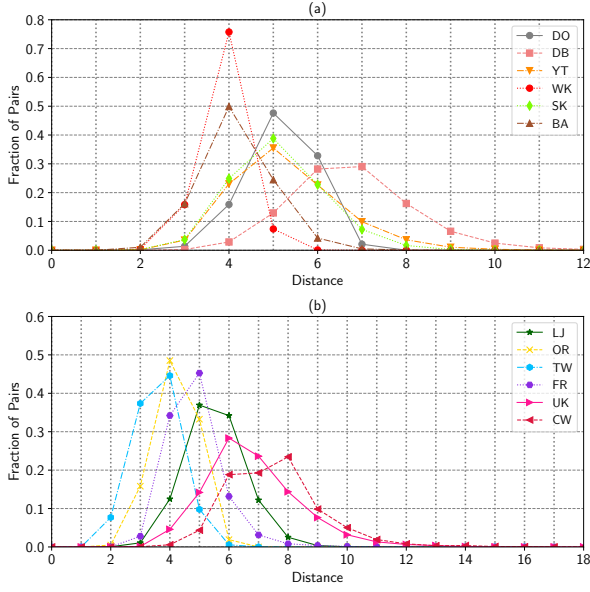 (a)
0.8
0.7
0.6
0.5
0.4
0.3
0.2
0.1
0.0
Fraction of Pairs
DO
DB
YT
WK
SK
BA
0 2 4 6 8 10 12
Distance
(b)
0.6
0.5
0.4
0.3
0.2
0.1
0.0
Fraction of Pairs
LJ
OR
TW
FR
UK
CW
0 2 4 6 8 10 12 14 16 18
Distance